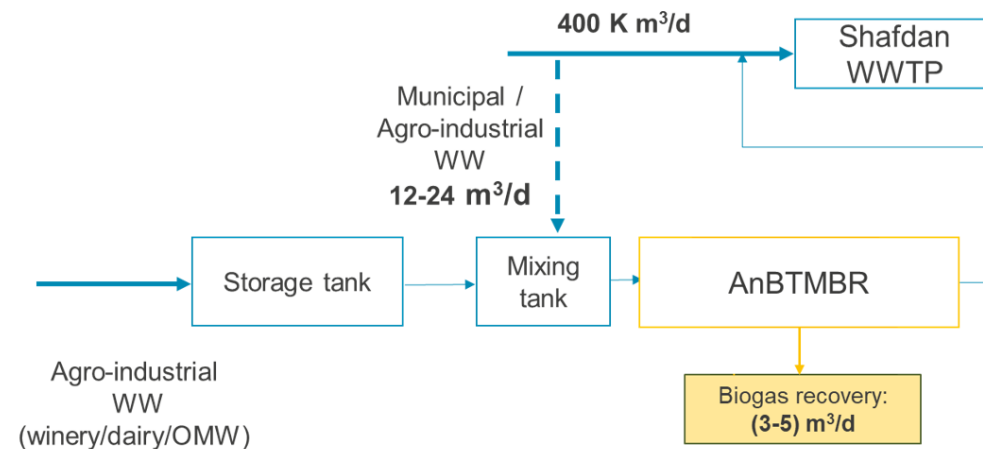 400 K m³/d
Shafdan
WWTP
Municipal /
Agro-industrial
WW
12-24 m³/d
Storage tank
Mixing
tank
AnBTMBR
Agro-industrial
WW
(winery/dairy/OMW)
Biogas recovery:
(3-5) m³/d